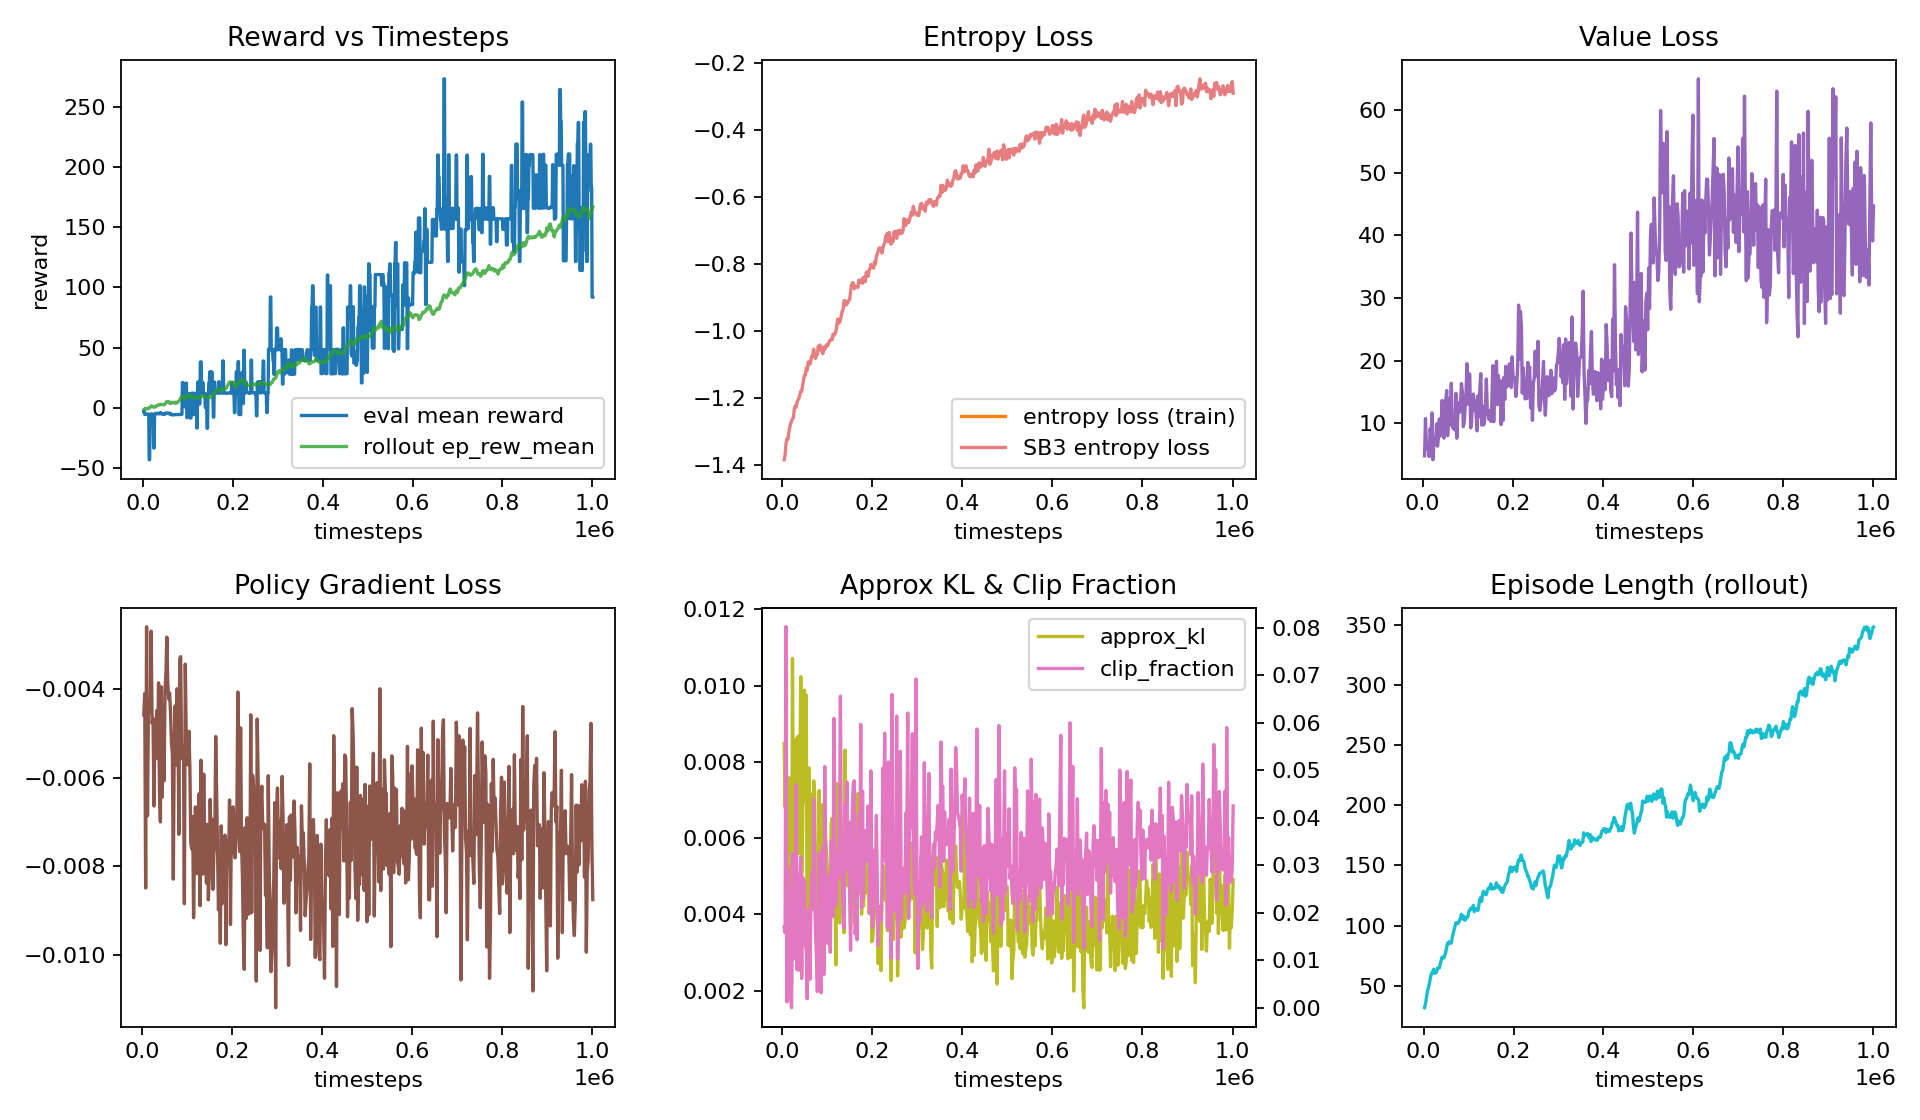 Reward vs Timesteps
reward
250
200
150
100
50
0
−50
eval mean reward
rollout ep_rew_mean
0.0 0.2 0.4 0.6 0.8 1.0
1e6
timesteps
Entropy Loss
−0.2
−0.4
−0.6
−0.8
−1.0
−1.2
−1.4
entropy loss (train)
SB3 entropy loss
0.0 0.2 0.4 0.6 0.8 1.0
1e6
timesteps
Value Loss
60
50
40
30
20
10
0.0 0.2 0.4 0.6 0.8 1.0
1e6
timesteps
Policy Gradient Loss
−0.004
−0.006
−0.008
−0.010
0.0 0.2 0.4 0.6 0.8 1.0
1e6
timesteps
Approx KL & Clip Fraction
0.012
0.010
0.008
0.006
0.004
0.002
approx_kl
clip_fraction
0.08
0.07
0.06
0.05
0.04
0.03
0.02
0.01
0.00
0.0 0.2 0.4 0.6 0.8 1.0
1e6
timesteps
Episode Length (rollout)
350
300
250
200
150
100
50
0.0 0.2 0.4 0.6 0.8 1.0
1e6
timesteps